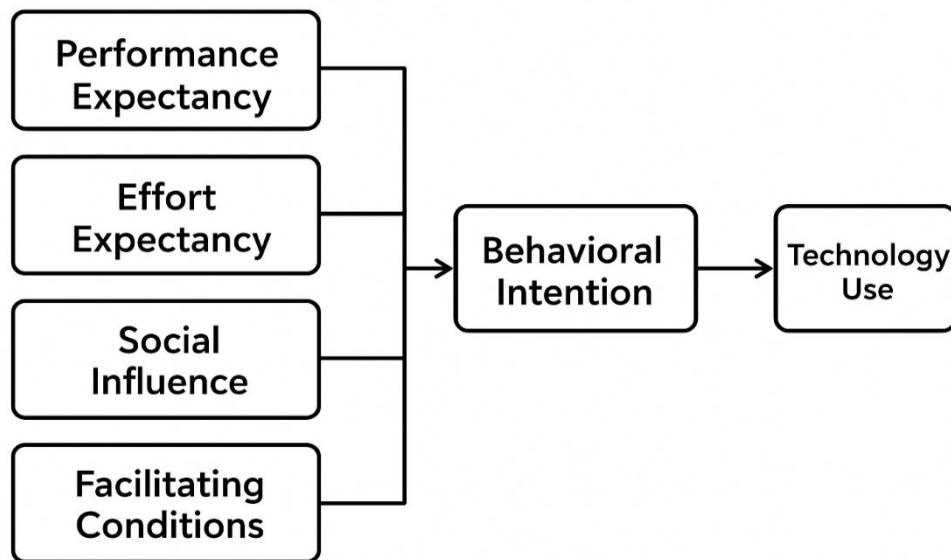 Performance
Expectancy
Effort
Expectancy
Social
Influence
Facilitating
Conditions
Behavioral
Intention
Technology
Use